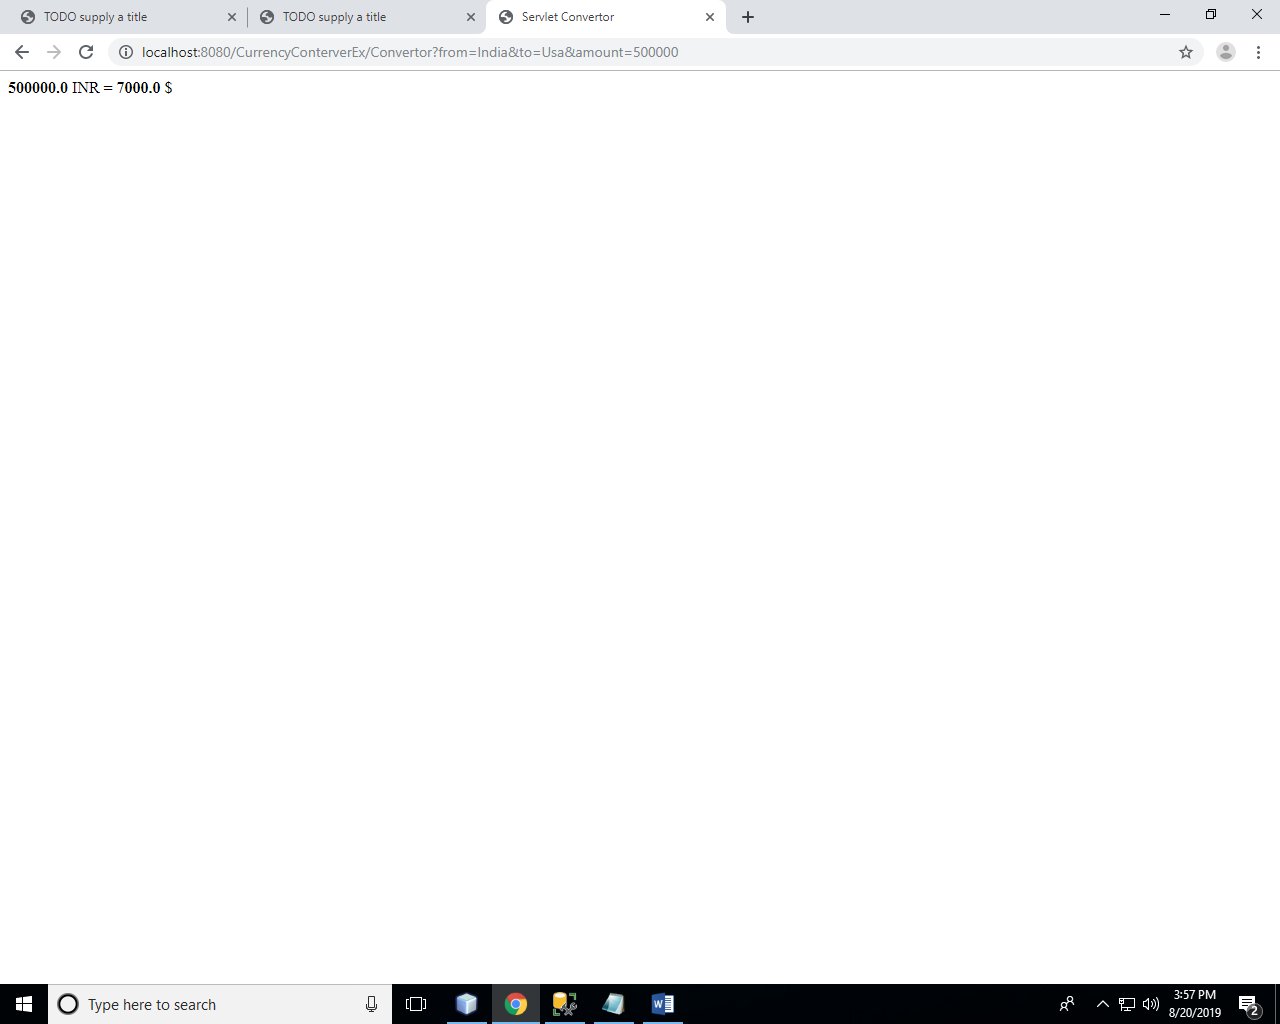 TODO supply a title
TODO supply a title
Servlet Convertor
localhost:8080/CurrencyConterverEx/Convertor?from=India&to=Usa&amount=500000
500000.0 INR = 7000.0 $
Type here to search
3:57 PM
8/20/2019
2